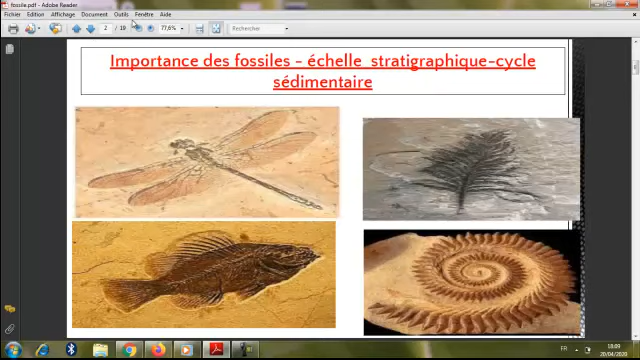 fossile.pdf - Adobe Reader
Fichier Edition Affichage Document Outils Fenêtre Aide
2 / 19 77,6% Rechercher
Importance des fossiles - échelle stratigraphique-cycle
sédimentaire
FR 18:09
20/04/2020